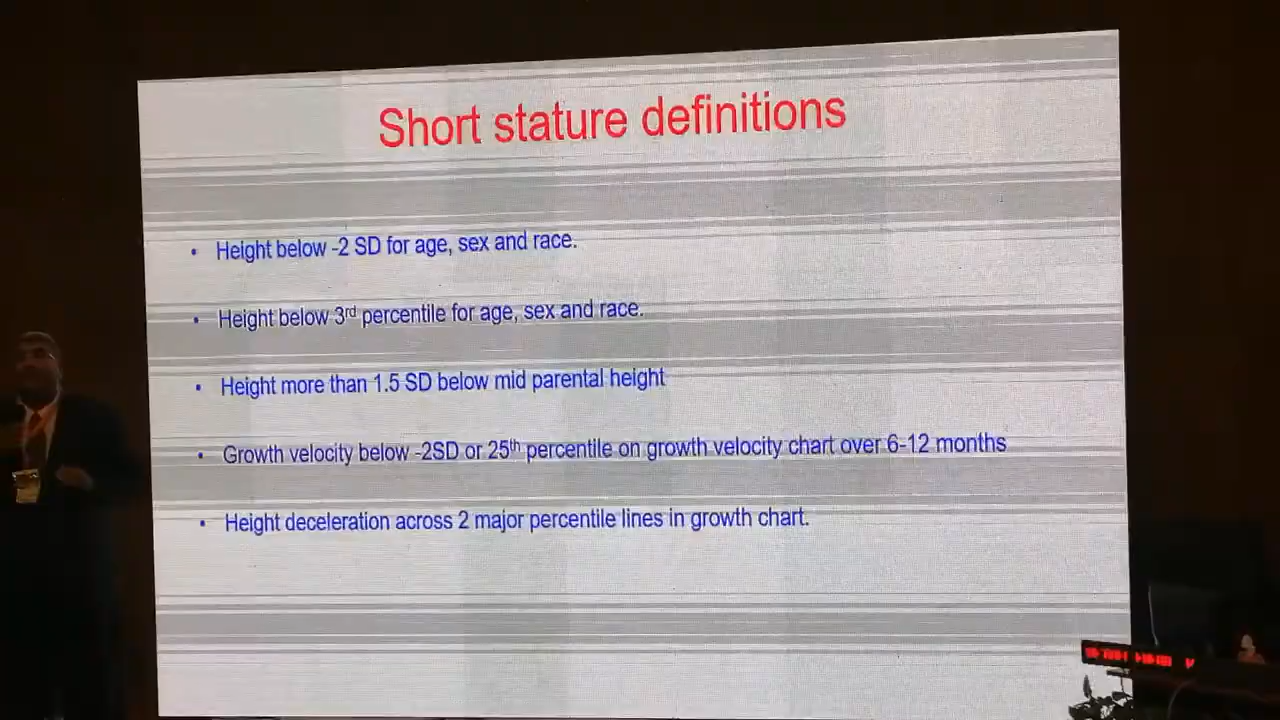 Short stature definitions
• Height below -2 SD for age, sex and race.
• Height below 3rd percentile for age, sex and race.
• Height more than 1.5 SD below mid parental height
• Growth velocity below -2SD or 25th percentile on growth velocity chart over 6-12 months
• Height deceleration across 2 major percentile lines in growth chart.